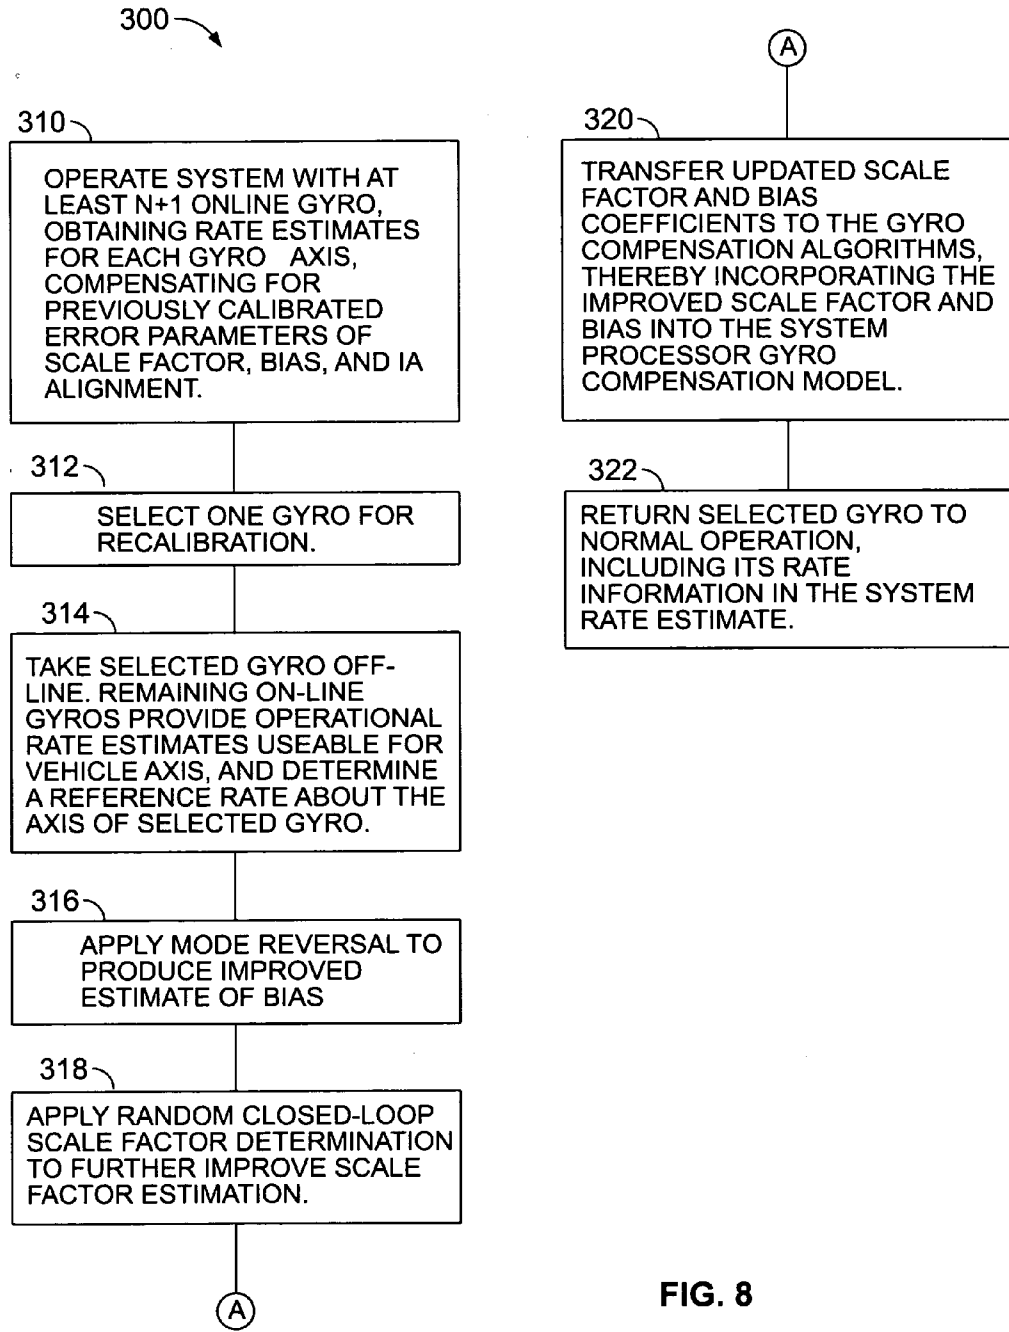 300
310
OPERATE SYSTEM WITH AT
LEAST N+1 ONLINE GYRO,
OBTAINING RATE ESTIMATES
FOR EACH GYRO AXIS,
COMPENSATING FOR
PREVIOUSLY CALIBRATED
ERROR PARAMETERS OF
SCALE FACTOR, BIAS, AND IA
ALIGNMENT.
312
SELECT ONE GYRO FOR
RECALIBRATION.
314
TAKE SELECTED GYRO OFF-
LINE. REMAINING ON-LINE
GYROS PROVIDE OPERATIONAL
RATE ESTIMATES USEABLE FOR
VEHICLE AXIS, AND DETERMINE
A REFERENCE RATE ABOUT THE
AXIS OF SELECTED GYRO.
316
APPLY MODE REVERSAL TO
PRODUCE IMPROVED
ESTIMATE OF BIAS
318
APPLY RANDOM CLOSED-LOOP
SCALE FACTOR DETERMINATION
TO FURTHER IMPROVE SCALE
FACTOR ESTIMATION.
A
A
320
TRANSFER UPDATED SCALE
FACTOR AND BIAS
COEFFICIENTS TO THE GYRO
COMPENSATION ALGORITHMS,
THEREBY INCORPORATING THE
IMPROVED SCALE FACTOR AND
BIAS INTO THE SYSTEM
PROCESSOR GYRO
COMPENSATION MODEL.
322
RETURN SELECTED GYRO TO
NORMAL OPERATION,
INCLUDING ITS RATE
INFORMATION IN THE SYSTEM
RATE ESTIMATE.
FIG. 8